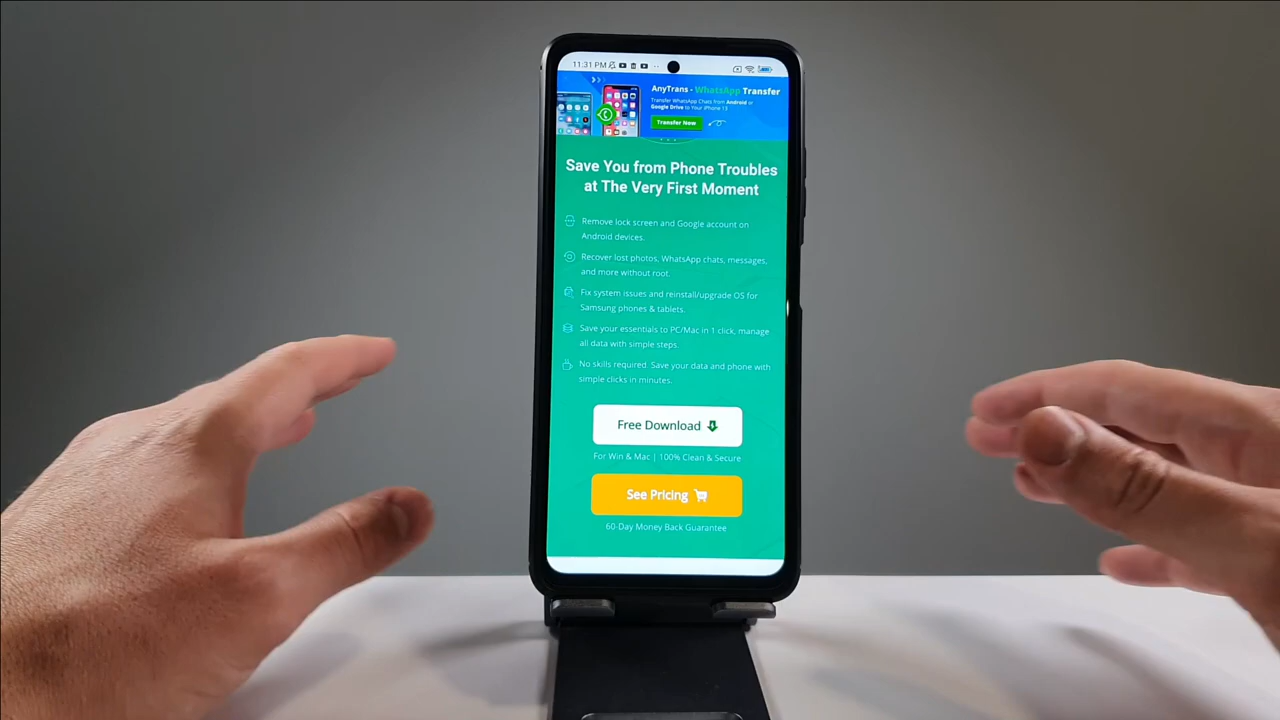 11:31 PM
AnyTrans - WhatsApp Transfer
Transfer WhatsApp Chats from Android or
Google Drive to Your iPhone 13
Transfer Now
Save You from Phone Troubles
at The Very First Moment
Remove lock screen and Google account on
Android devices.
Recover lost photos, WhatsApp chats, messages,
and more without root.
Fix system issues and reinstall/upgrade OS for
Samsung phones & tablets.
Save your essentials to PC/Mac in 1 click, manage
all data with simple steps.
No skills required. Save your data and phone with
simple clicks in minutes.
Free Download
For Win & Mac | 100% Clean & Secure
See Pricing
60-Day Money Back Guarantee